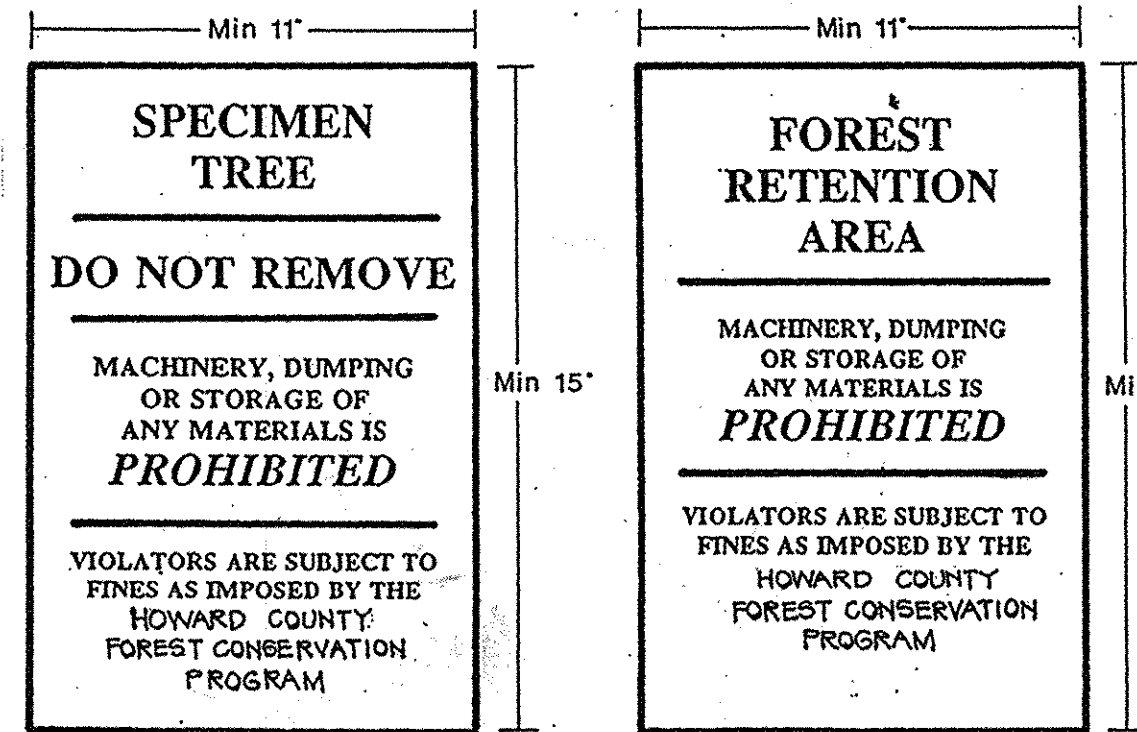 Min 11"
SPECIMEN
TREE
DO NOT REMOVE
MACHINERY, DUMPING
OR STORAGE OF
ANY MATERIALS IS
PROHIBITED
VIOLATORS ARE SUBJECT TO
FINES AS IMPOSED BY THE
HOWARD COUNTY
FOREST CONSERVATION
PROGRAM
Min 15"
Min 11"
FOREST
RETENTION
AREA
MACHINERY, DUMPING
OR STORAGE OF
ANY MATERIALS IS
PROHIBITED
VIOLATORS ARE SUBJECT TO
FINES AS IMPOSED BY THE
HOWARD COUNTY
FOREST CONSERVATION
PROGRAM
Mi